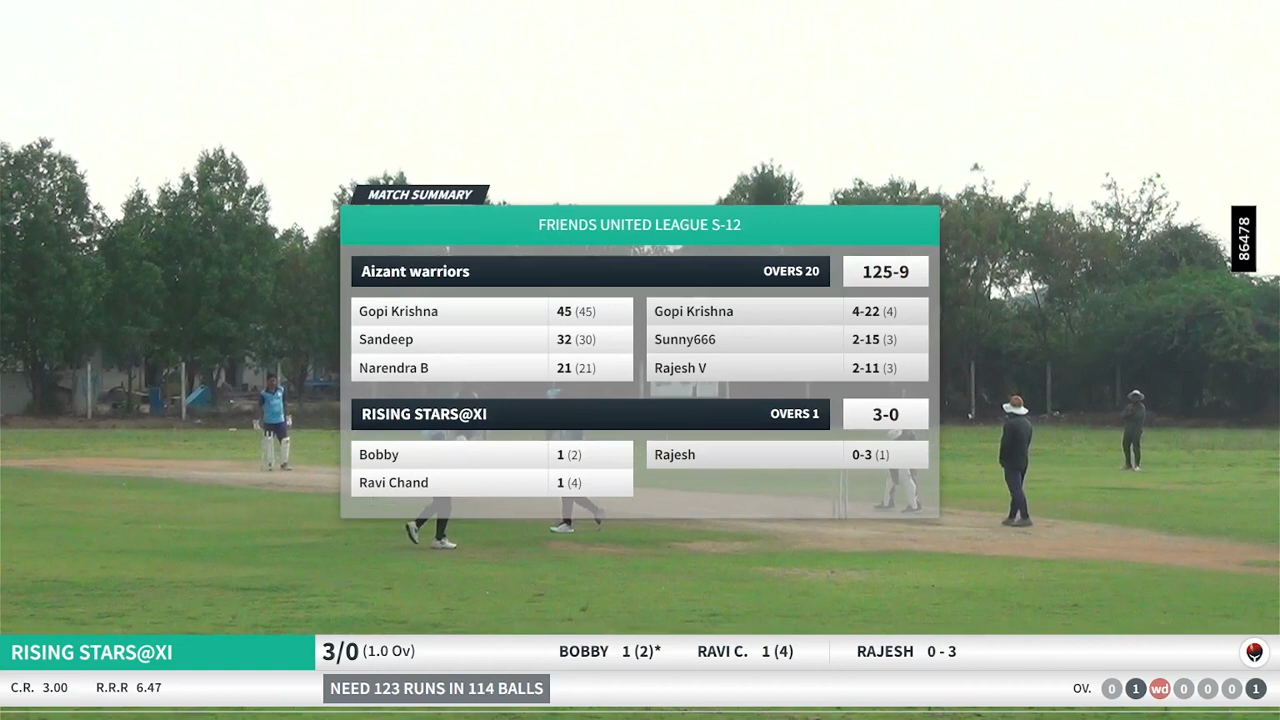 MATCH SUMMARY
FRIENDS UNITED LEAGUE S-12
Aizant warriors OVERS 20 125-9
Gopi Krishna 45 (45) Gopi Krishna 4-22 (4)
Sandeep 32 (30) Sunny666 2-15 (3)
Narendra B 21 (21) Rajesh V 2-11 (3)
RISING STARS@XI OVERS 1 3-0
Bobby 1 (2) Rajesh 0-3 (1)
Ravi Chand 1 (4)
86478
RISING STARS@XI 3/0 (1.0 Ov) BOBBY 1 (2)* RAVI C. 1 (4) RAJESH 0 - 3
C.R. 3.00 R.R.R 6.47 NEED 123 RUNS IN 114 BALLS OV. 0 1 wd 0 0 0 1